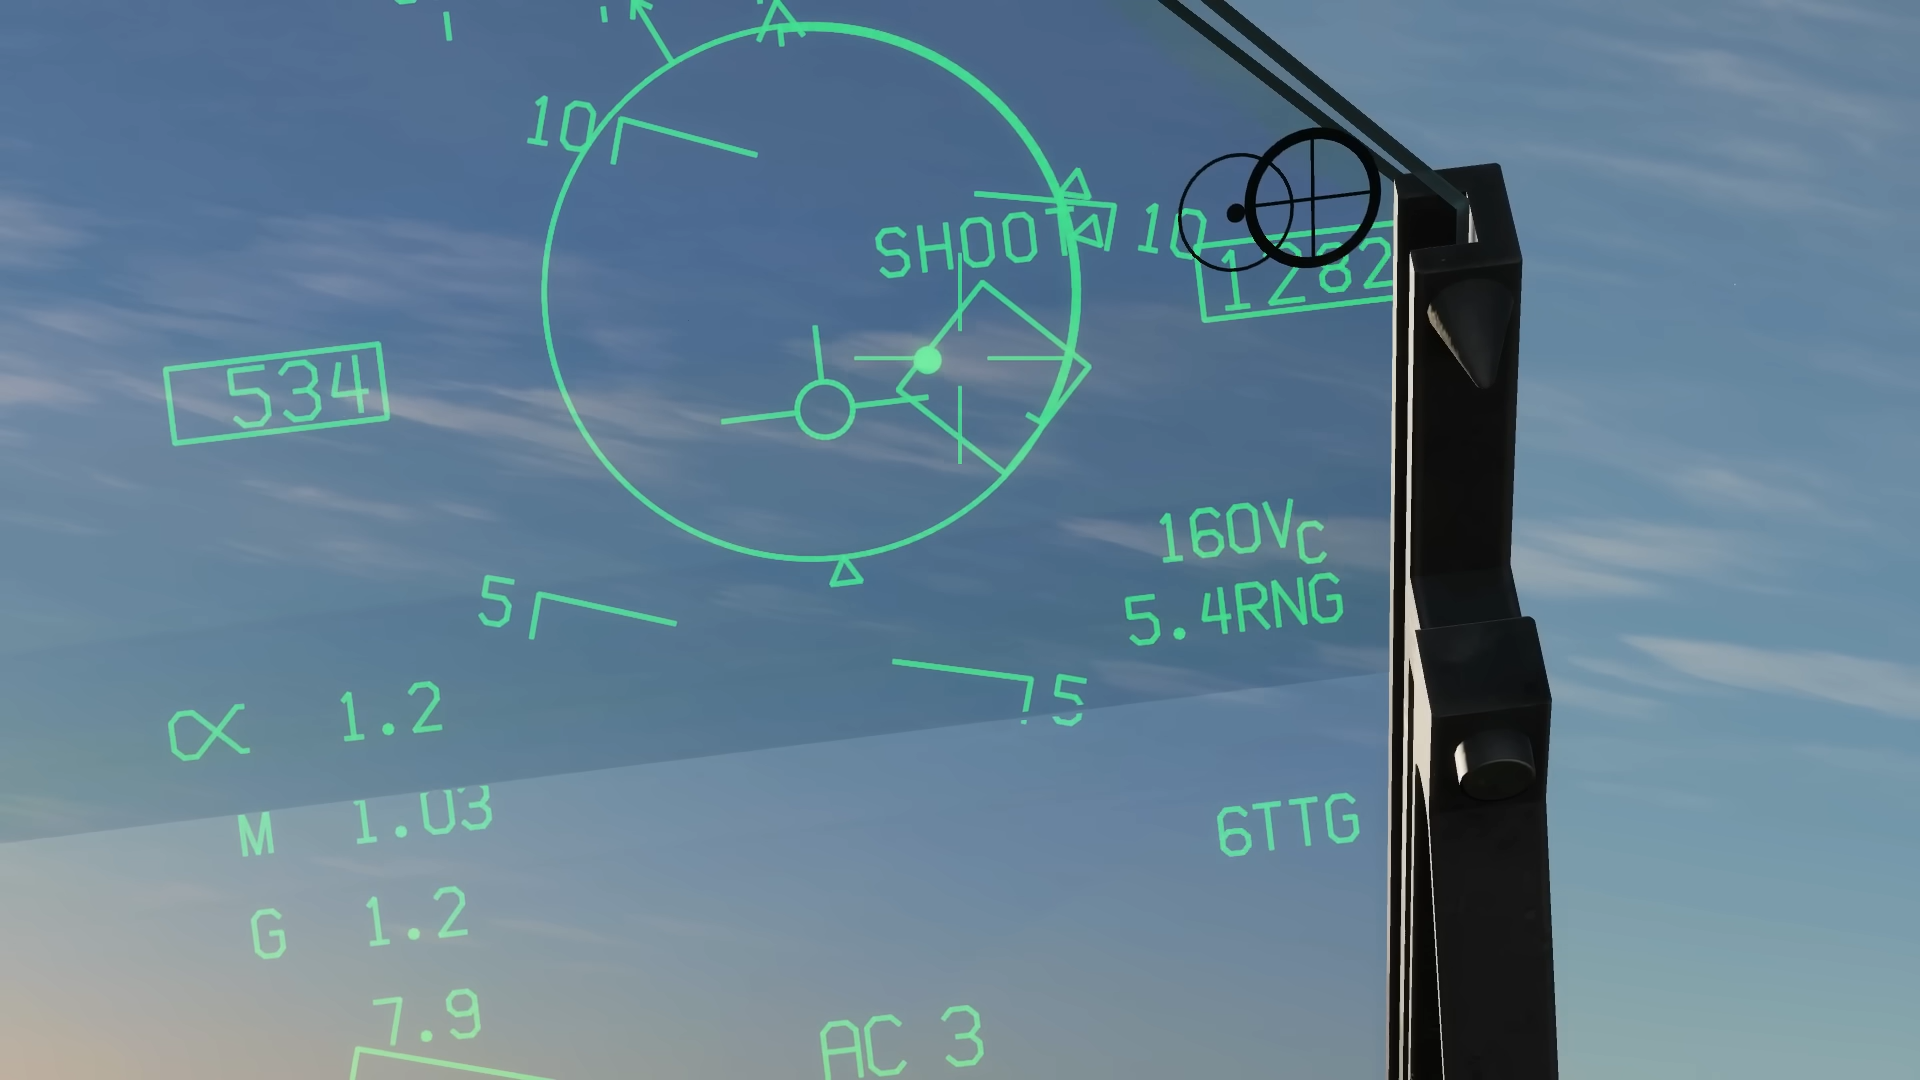 10
SHOOT
10
1282
534
160Vc
5.4RNG
5
5
α 1.2
M 1.03
6TTG
G 1.2
7.9
AC 3